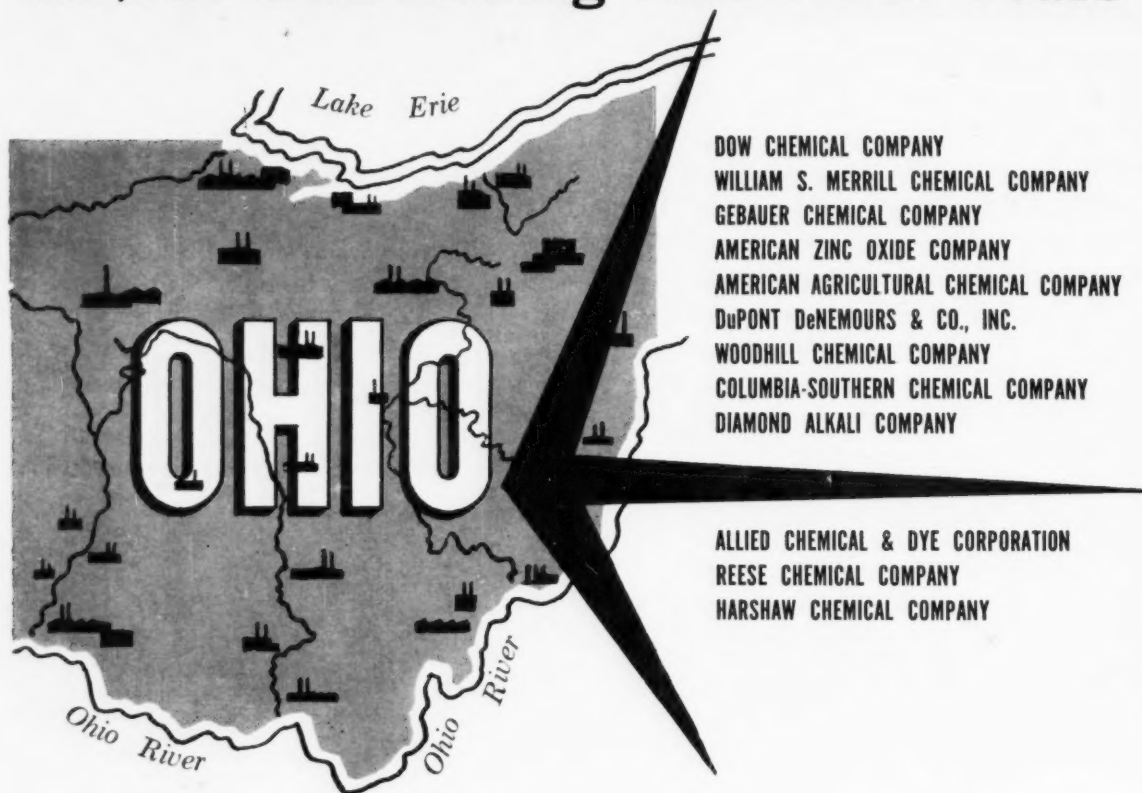 Lake Erie
OHIO
Ohio River
Ohio River
DOW CHEMICAL COMPANY
WILLIAM S. MERRILL CHEMICAL COMPANY
GEBAUER CHEMICAL COMPANY
AMERICAN ZINC OXIDE COMPANY
AMERICAN AGRICULTURAL CHEMICAL COMPANY
DuPONT DeNEMOURS & CO., INC.
WOODHILL CHEMICAL COMPANY
COLUMBIA-SOUTHERN CHEMICAL COMPANY
DIAMOND ALKALI COMPANY
ALLIED CHEMICAL & DYE CORPORATION
REESE CHEMICAL COMPANY
HARSHAW CHEMICAL COMPANY